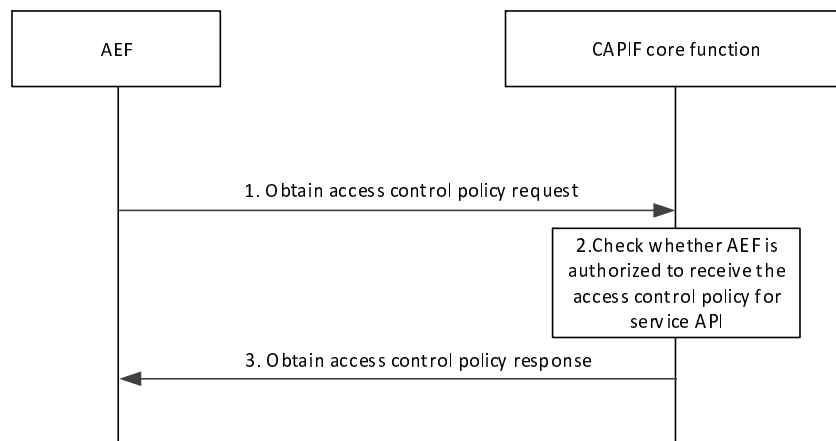 AEF
CAPIF core function
1. Obtain access control policy request
2.Check whether AEF is
authorized to receive the
access control policy for
service API
3. Obtain access control policy response